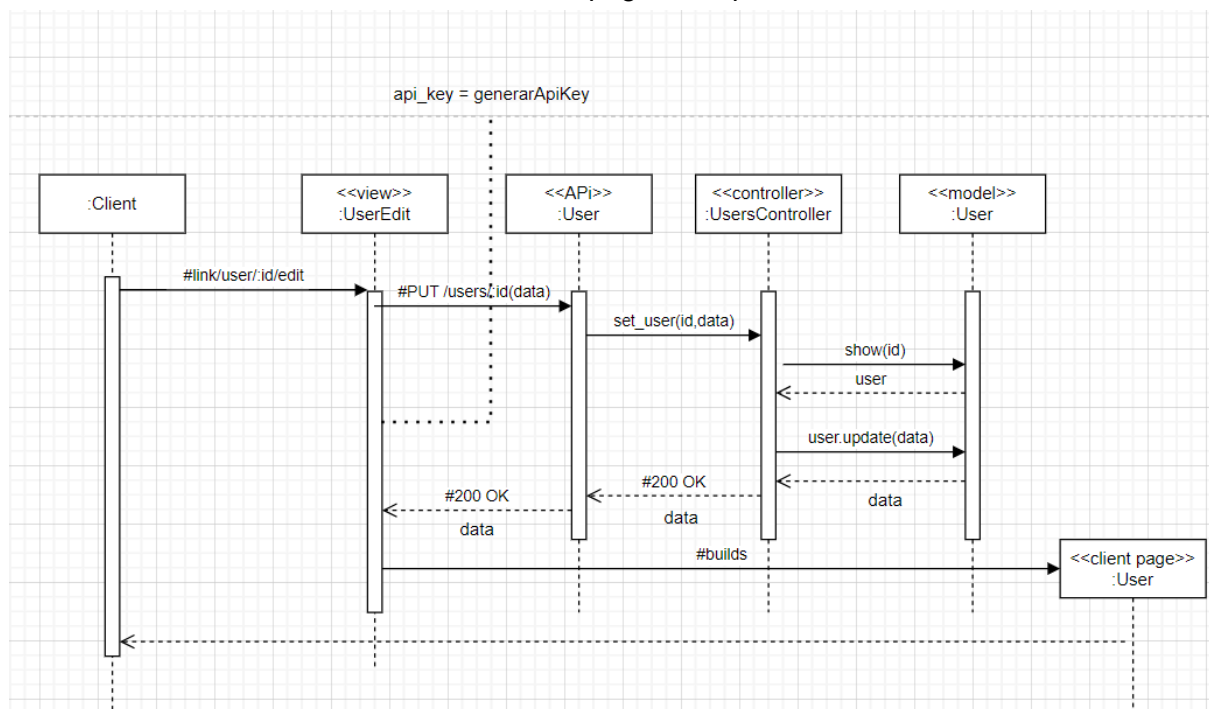 api_key = generarApiKey
:Client
<<view>>
:UserEdit
<<APi>>
:User
<<controller>>
:UsersController
<<model>>
:User
#link/user/:id/edit
#PUT /users/:id(data)
set_user(id,data)
show(id)
user
user.update(data)
data
#200 OK
data
#200 OK
data
#builds
<<client page>>
:User